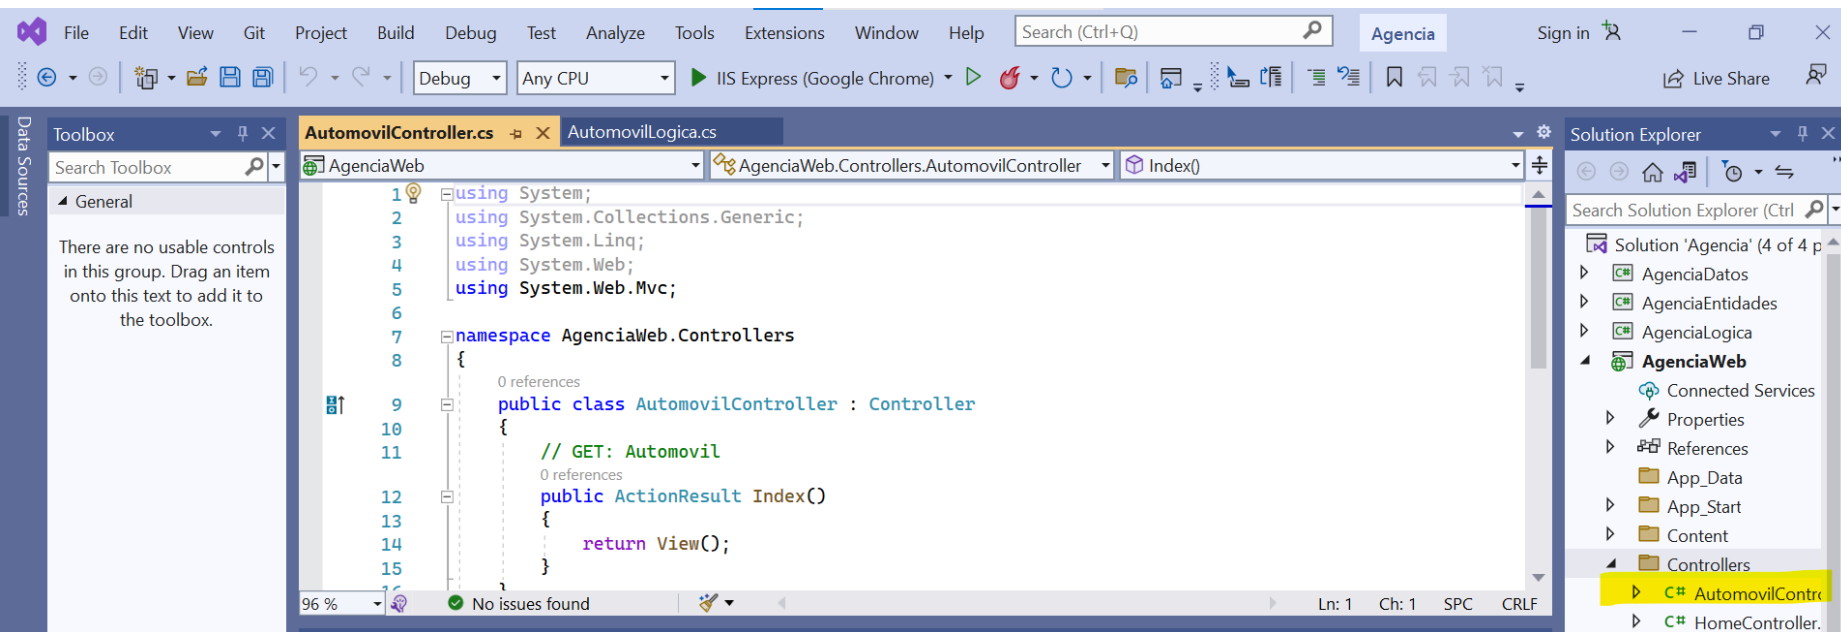 File Edit View Git Project Build Debug Test Analyze Tools Extensions Window Help Search (Ctrl+Q) Agencia Sign in
Debug Any CPU IIS Express (Google Chrome) Live Share
Data Sources
Toolbox
Search Toolbox
General
There are no usable controls
in this group. Drag an item
onto this text to add it to
the toolbox.
AutomovilController.cs AutomovilLogica.cs
AgenciaWeb AgenciaWeb.Controllers.AutomovilController Index()
1 using System;
2 using System.Collections.Generic;
3 using System.Linq;
4 using System.Web;
5 using System.Web.Mvc;
6
7 namespace AgenciaWeb.Controllers
8 {
0 references
9 public class AutomovilController : Controller
10 {
11 // GET: Automovil
0 references
12 public ActionResult Index()
13 {
14 return View();
15 }
96 % No issues found Ln: 1 Ch: 1 SPC CRLF
Solution Explorer
Search Solution Explorer (Ctrl
Solution 'Agencia' (4 of 4 p
C# AgenciaDatos
C# AgenciaEntidades
C# AgenciaLogica
AgenciaWeb
Connected Services
Properties
References
App_Data
App_Start
Content
Controllers
C# AutomovilContro
C# HomeController.